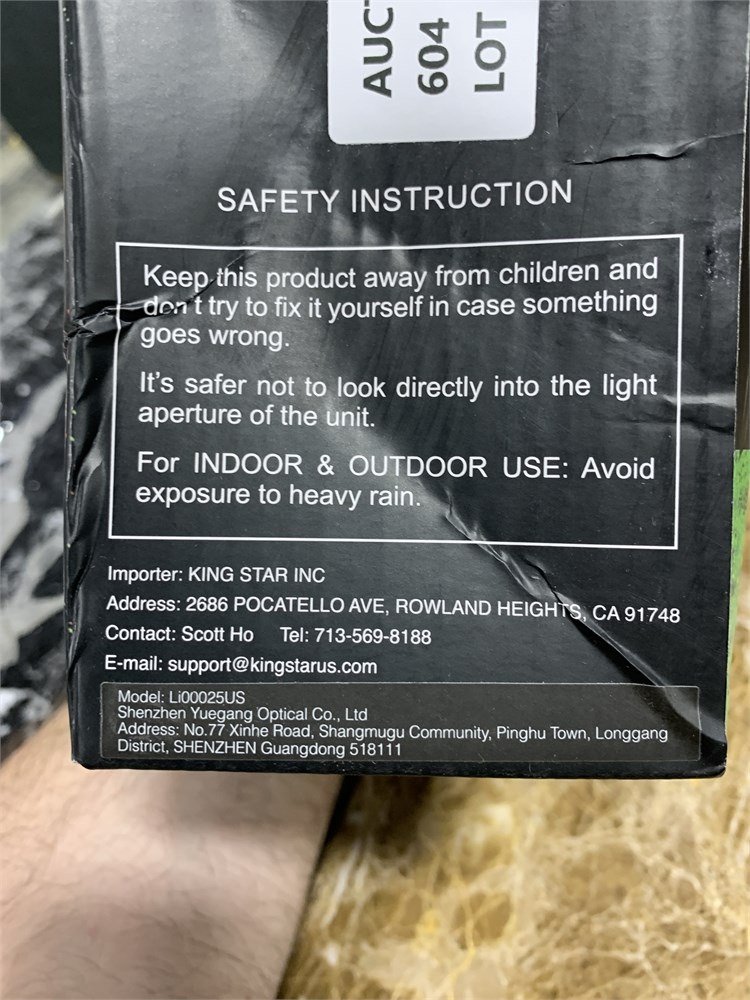 AUCT
604
LOT
SAFETY INSTRUCTION
Keep this product away from children and
don't try to fix it yourself in case something
goes wrong.
It's safer not to look directly into the light
aperture of the unit.
For INDOOR & OUTDOOR USE: Avoid
exposure to heavy rain.
Importer: KING STAR INC
Address: 2686 POCATELLO AVE, ROWLAND HEIGHTS, CA 91748
Contact: Scott Ho Tel: 713-569-8188
E-mail: support@kingstarus.com
Model: Li00025US
Shenzhen Yuegang Optical Co., Ltd
Address: No.77 Xinhe Road, Shangmugu Community, Pinghu Town, Longgang
District, SHENZHEN Guangdong 518111